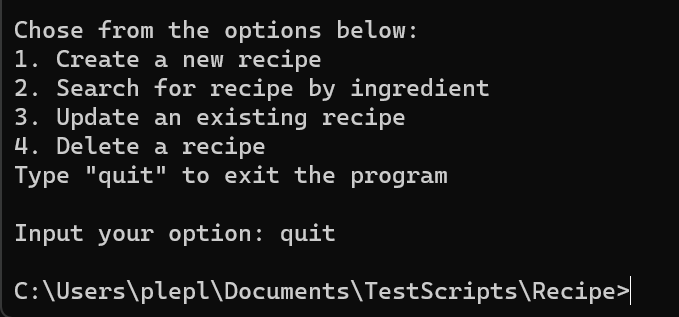 Chose from the options below:
1. Create a new recipe
2. Search for recipe by ingredient
3. Update an existing recipe
4. Delete a recipe
Type "quit" to exit the program
Input your option: quit
C:\Users\plepl\Documents\TestScripts\Recipe>